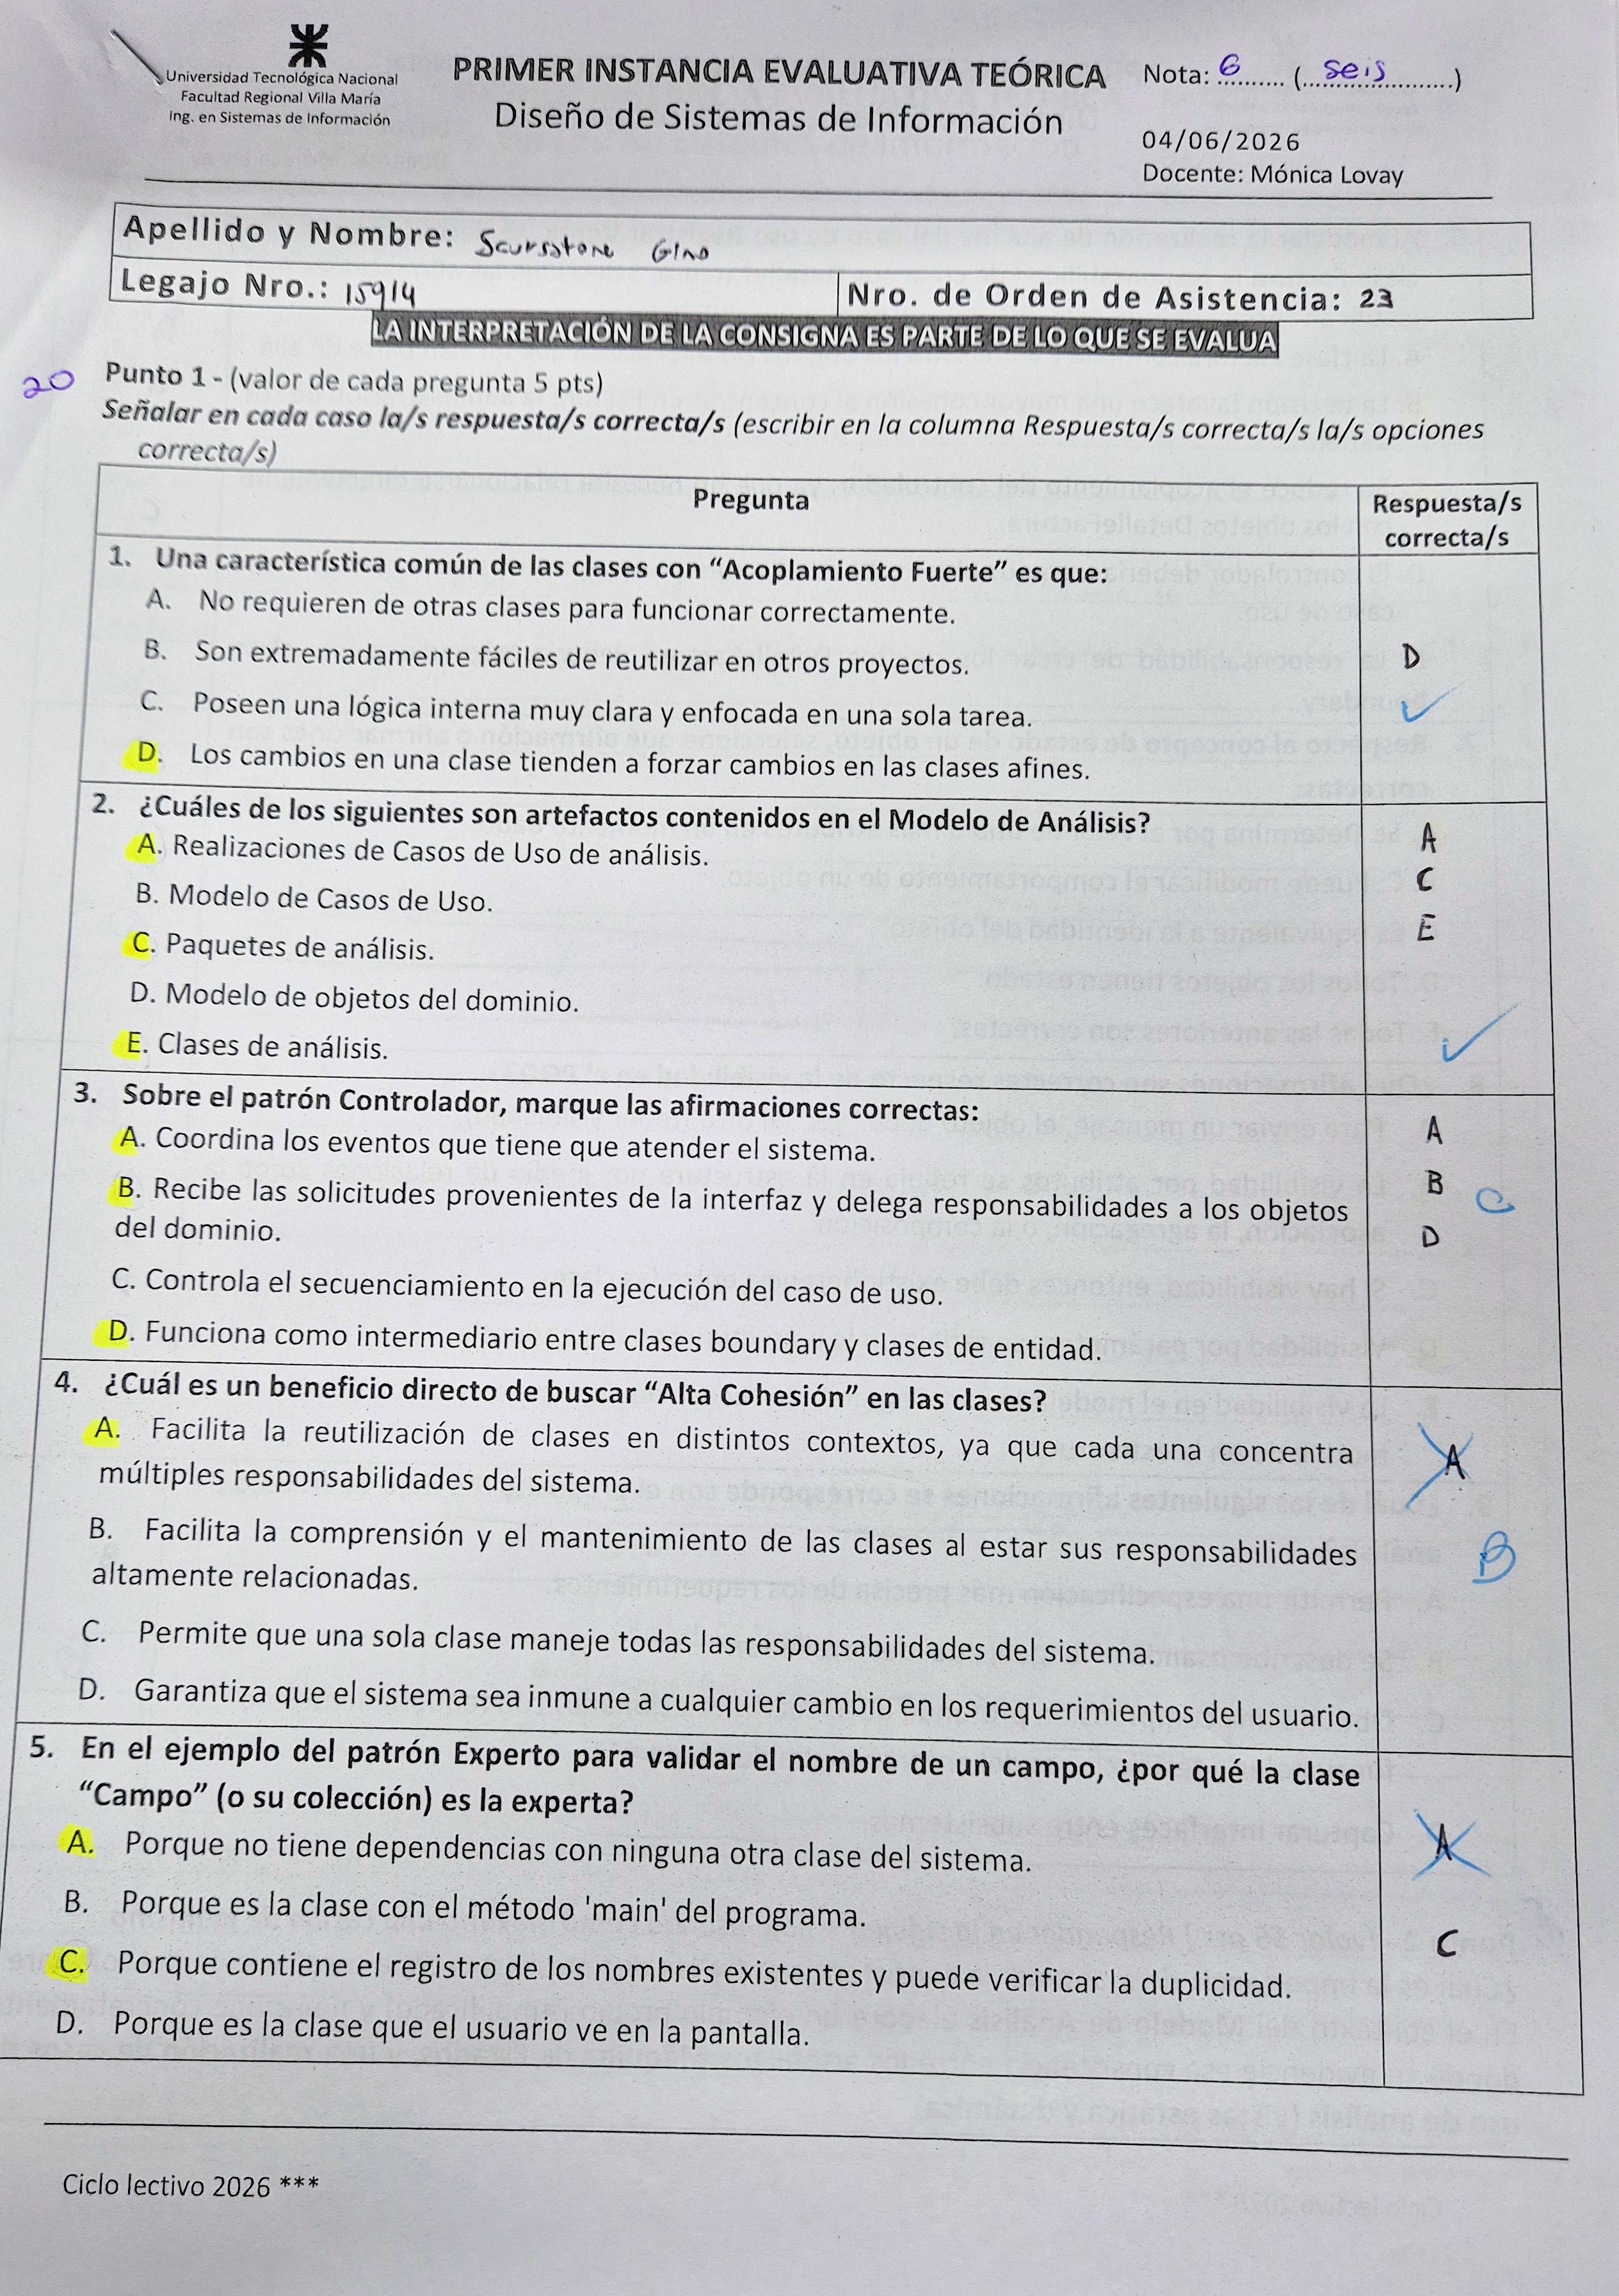 Universidad Tecnológica Nacional
Facultad Regional Villa María
Ing. en Sistemas de Información
PRIMER INSTANCIA EVALUATIVA TEÓRICA
Diseño de Sistemas de Información
Nota: 6 (seis)
04/06/2026
Docente: Mónica Lovay
Apellido y Nombre: Scursatone Gino
Legajo Nro.: 15914
Nro. de Orden de Asistencia: 23
LA INTERPRETACIÓN DE LA CONSIGNA ES PARTE DE LO QUE SE EVALUA
20
Punto 1 - (valor de cada pregunta 5 pts)
Señalar en cada caso la/s respuesta/s correcta/s (escribir en la columna Respuesta/s correcta/s la/s opciones
correcta/s)
Pregunta
Respuesta/s
correcta/s
1. Una característica común de las clases con “Acoplamiento Fuerte” es que:
A. No requieren de otras clases para funcionar correctamente.
B. Son extremadamente fáciles de reutilizar en otros proyectos.
C. Poseen una lógica interna muy clara y enfocada en una sola tarea.
D. Los cambios en una clase tienden a forzar cambios en las clases afines.
D
2. ¿Cuáles de los siguientes son artefactos contenidos en el Modelo de Análisis?
A. Realizaciones de Casos de Uso de análisis.
B. Modelo de Casos de Uso.
C. Paquetes de análisis.
D. Modelo de objetos del dominio.
E. Clases de análisis.
A
C
E
3. Sobre el patrón Controlador, marque las afirmaciones correctas:
A. Coordina los eventos que tiene que atender el sistema.
B. Recibe las solicitudes provenientes de la interfaz y delega responsabilidades a los objetos
del dominio.
C. Controla el secuenciamiento en la ejecución del caso de uso.
D. Funciona como intermediario entre clases boundary y clases de entidad.
A
B
C
D
4. ¿Cuál es un beneficio directo de buscar “Alta Cohesión” en las clases?
A. Facilita la reutilización de clases en distintos contextos, ya que cada una concentra
múltiples responsabilidades del sistema.
B. Facilita la comprensión y el mantenimiento de las clases al estar sus responsabilidades
altamente relacionadas.
C. Permite que una sola clase maneje todas las responsabilidades del sistema.
D. Garantiza que el sistema sea inmune a cualquier cambio en los requerimientos del usuario.
A
B
5. En el ejemplo del patrón Experto para validar el nombre de un campo, ¿por qué la clase
“Campo” (o su colección) es la experta?
A. Porque no tiene dependencias con ninguna otra clase del sistema.
B. Porque es la clase con el método 'main' del programa.
C. Porque contiene el registro de los nombres existentes y puede verificar la duplicidad.
D. Porque es la clase que el usuario ve en la pantalla.
A
C
Ciclo lectivo 2026 ***